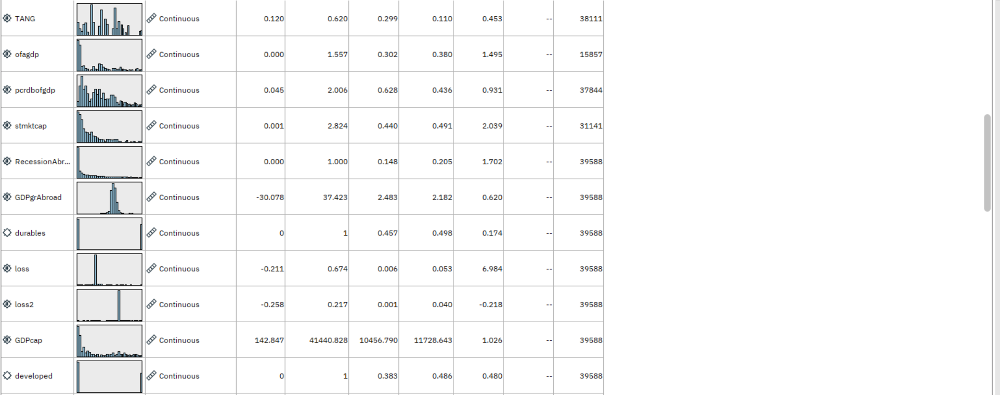 TANG Continuous 0.120 0.620 0.299 0.110 0.453 -- 38111
ofagdp Continuous 0.000 1.557 0.302 0.380 1.495 -- 15857
pcrdbofgdp Continuous 0.045 2.006 0.628 0.436 0.931 -- 37844
stmktcap Continuous 0.001 2.824 0.440 0.491 2.039 -- 31141
RecessionAbr... Continuous 0.000 1.000 0.148 0.205 1.702 -- 39588
GDPgrAbroad Continuous -30.078 37.423 2.483 2.182 0.620 -- 39588
durables Continuous 0 1 0.457 0.498 0.174 -- 39588
loss Continuous -0.211 0.674 0.006 0.053 6.984 -- 39588
loss2 Continuous -0.258 0.217 0.001 0.040 -0.218 -- 39588
GDPcap Continuous 142.847 41440.828 10456.790 11728.643 1.026 -- 39588
developed Continuous 0 1 0.383 0.486 0.480 -- 39588